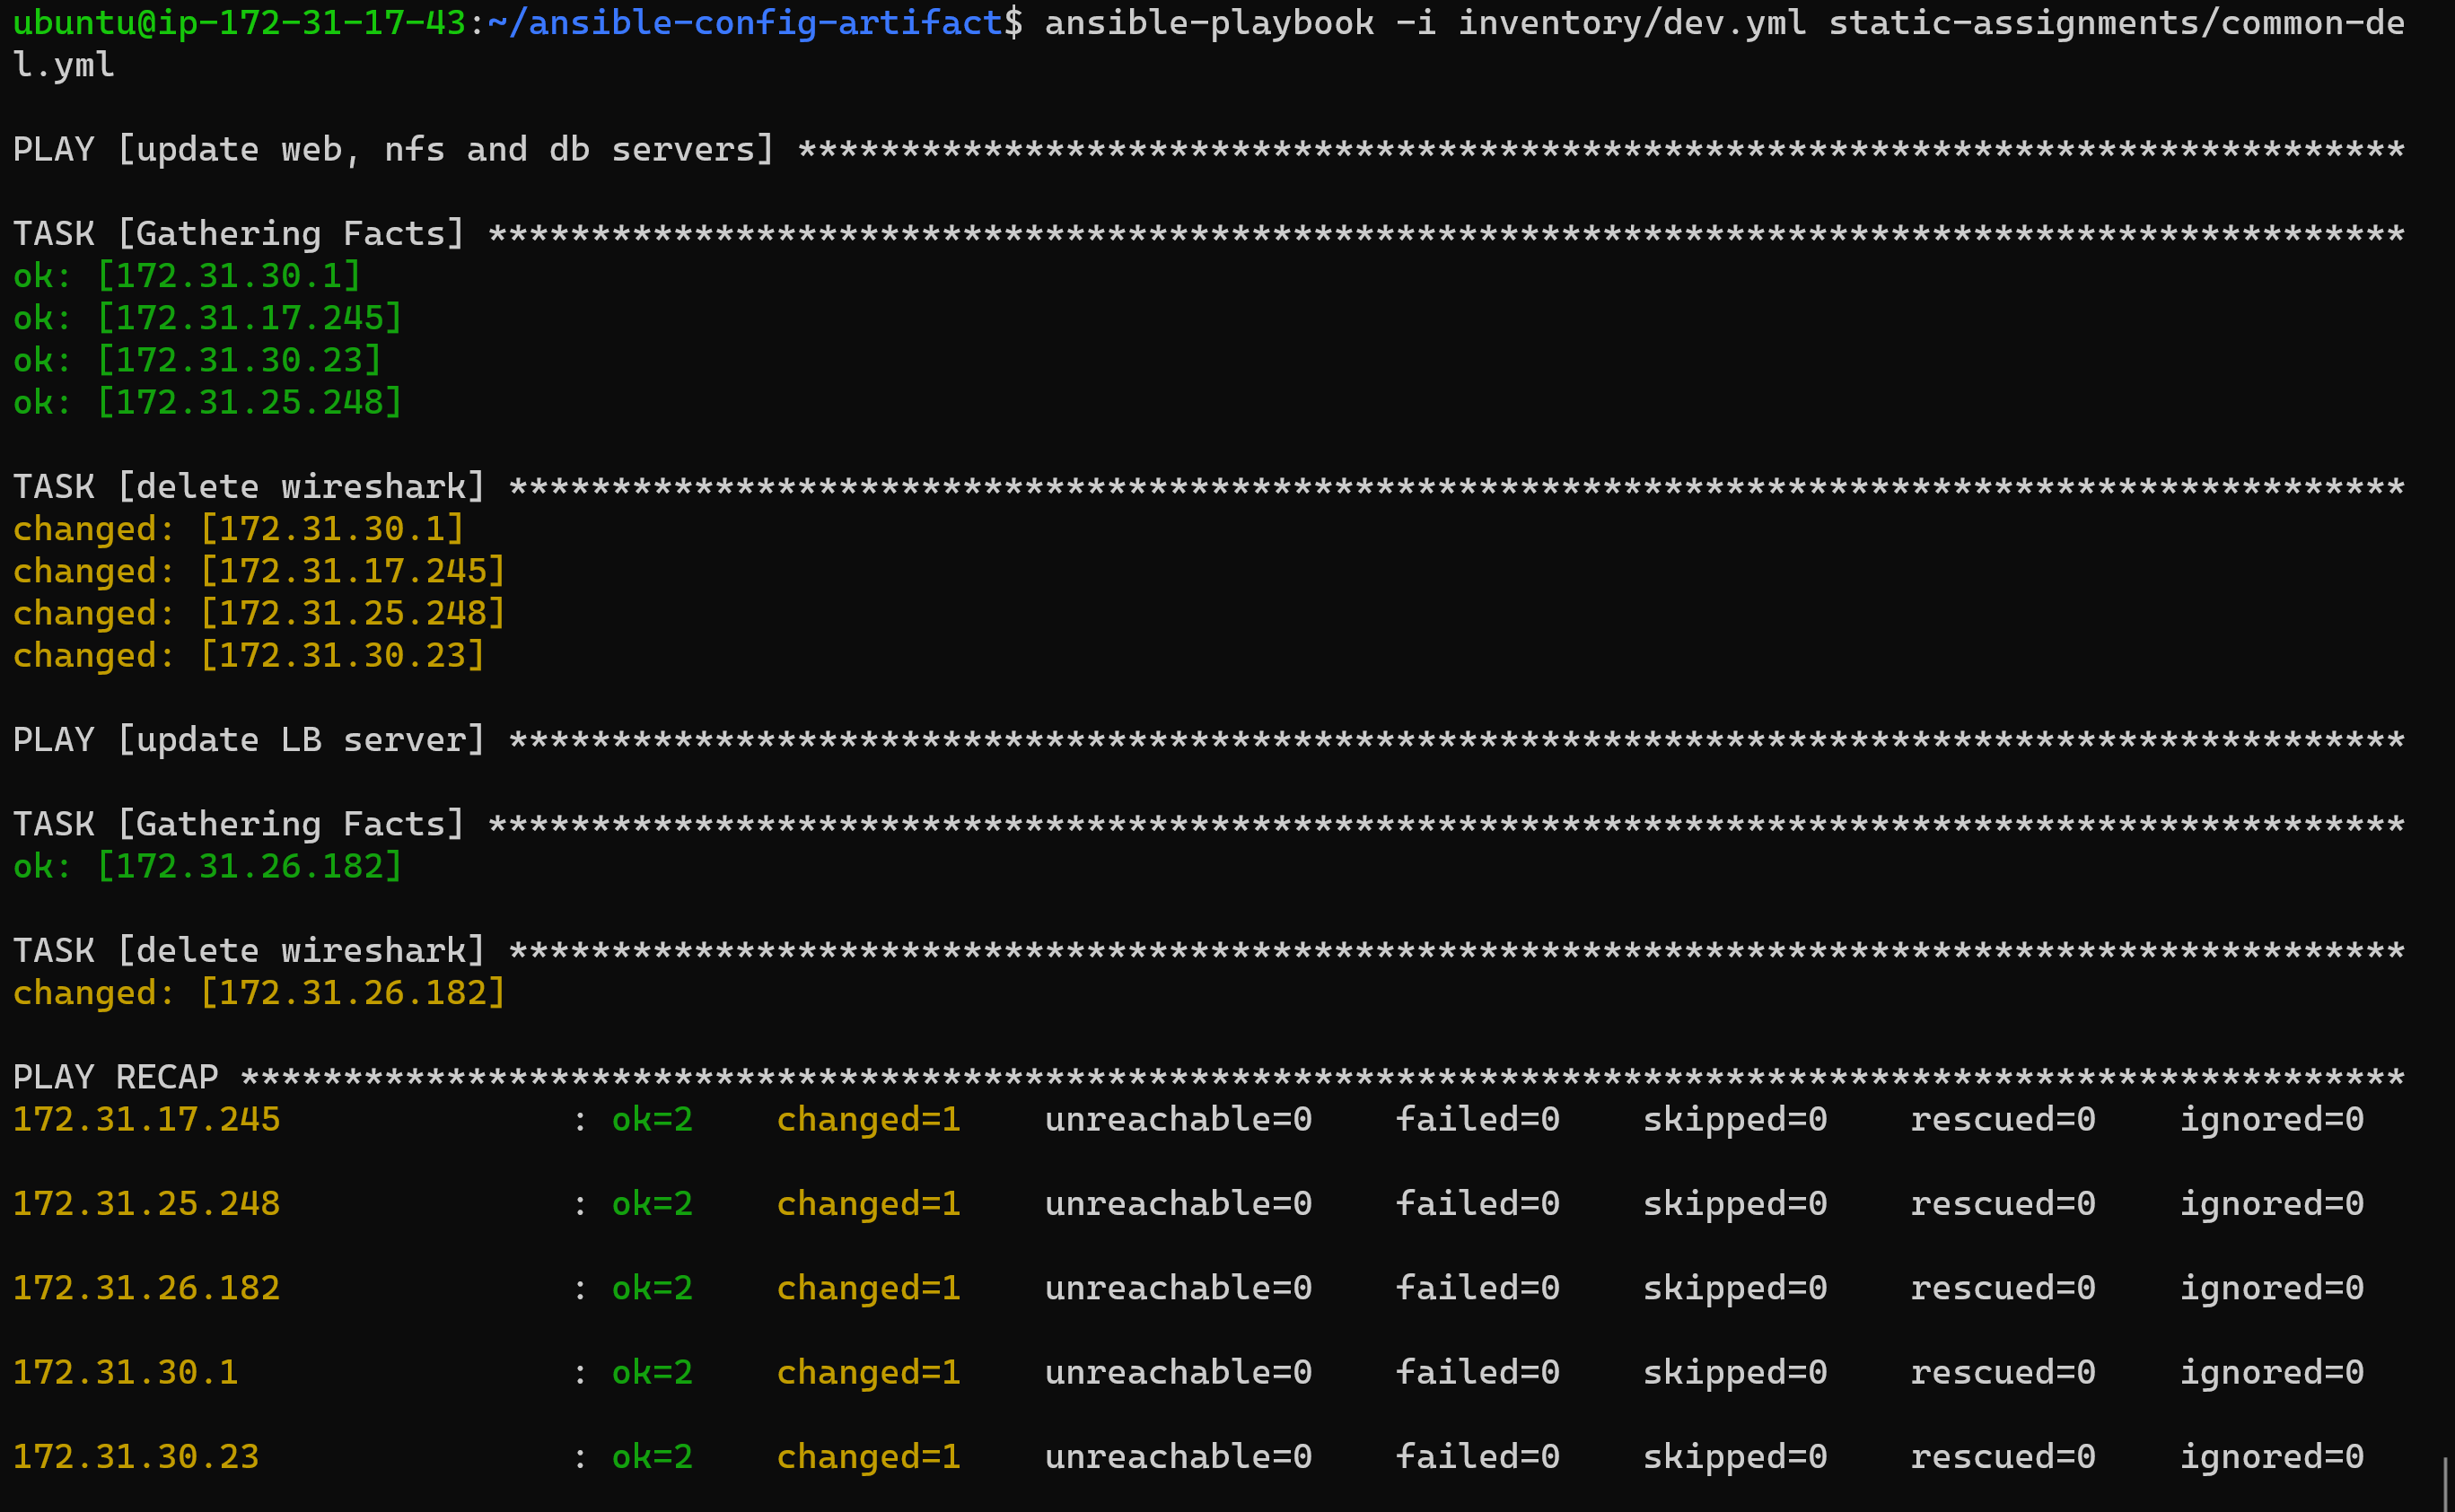 ubuntu@ip-172-31-17-43:~/ansible-config-artifact$ ansible-playbook -i inventory/dev.yml static-assignments/common-de
l.yml
PLAY [update web, nfs and db servers] ******************************************************************************
TASK [Gathering Facts] *********************************************************************************************
ok: [172.31.30.1]
ok: [172.31.17.245]
ok: [172.31.30.23]
ok: [172.31.25.248]
TASK [delete wireshark] ********************************************************************************************
changed: [172.31.30.1]
changed: [172.31.17.245]
changed: [172.31.25.248]
changed: [172.31.30.23]
PLAY [update LB server] ********************************************************************************************
TASK [Gathering Facts] *********************************************************************************************
ok: [172.31.26.182]
TASK [delete wireshark] ********************************************************************************************
changed: [172.31.26.182]
PLAY RECAP *********************************************************************************************************
172.31.17.245              : ok=2    changed=1    unreachable=0    failed=0    skipped=0    rescued=0    ignored=0
172.31.25.248              : ok=2    changed=1    unreachable=0    failed=0    skipped=0    rescued=0    ignored=0
172.31.26.182              : ok=2    changed=1    unreachable=0    failed=0    skipped=0    rescued=0    ignored=0
172.31.30.1                : ok=2    changed=1    unreachable=0    failed=0    skipped=0    rescued=0    ignored=0
172.31.30.23               : ok=2    changed=1    unreachable=0    failed=0    skipped=0    rescued=0    ignored=0